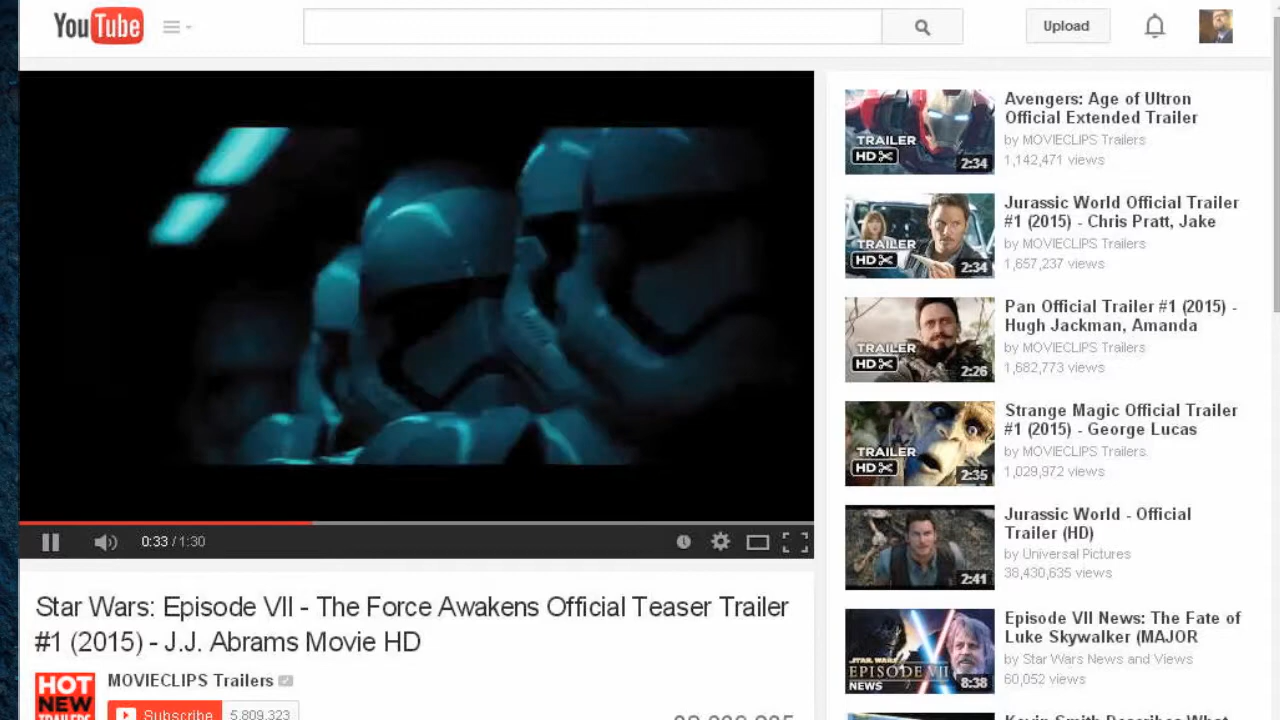 YouTube
Upload
0:33 / 1:30
Star Wars: Episode VII - The Force Awakens Official Teaser Trailer
#1 (2015) - J.J. Abrams Movie HD
HOT
NEW
TRAILERS
MOVIECLIPS Trailers
Subscribe 5,809,323
TRAILER
HD
2:34
Avengers: Age of Ultron
Official Extended Trailer
by MOVIECLIPS Trailers
1,142,471 views
TRAILER
HD
2:34
Jurassic World Official Trailer
#1 (2015) - Chris Pratt, Jake
by MOVIECLIPS Trailers
1,657,237 views
TRAILER
HD
2:26
Pan Official Trailer #1 (2015) -
Hugh Jackman, Amanda
by MOVIECLIPS Trailers
1,682,773 views
TRAILER
HD
2:35
Strange Magic Official Trailer
#1 (2015) - George Lucas
by MOVIECLIPS Trailers
1,029,972 views
2:41
Jurassic World - Official
Trailer (HD)
by Universal Pictures
38,430,635 views
STAR WARS
EPISODE VII
NEWS
8:38
Episode VII News: The Fate of
Luke Skywalker (MAJOR
by Star Wars News and Views
60,052 views
Kevin Smith Describes What